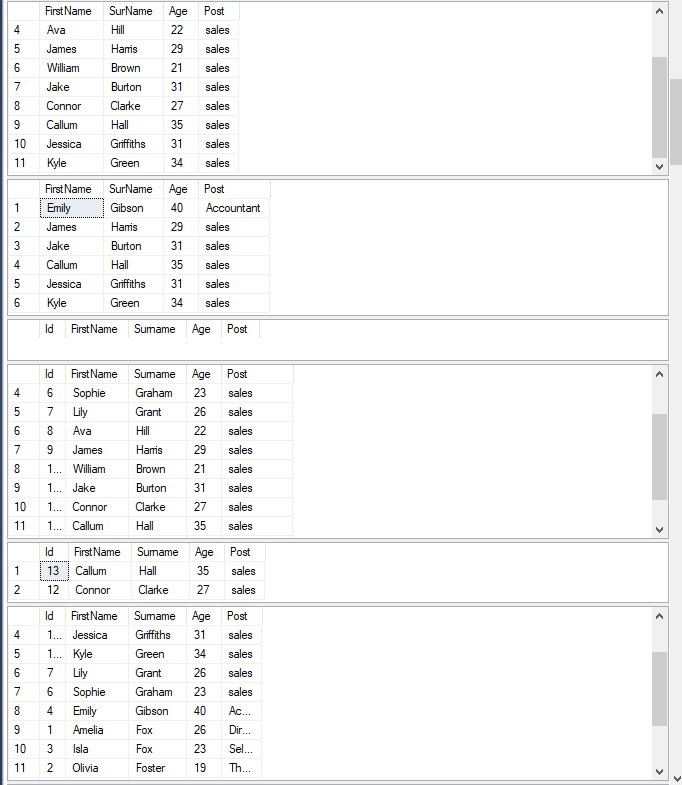 FirstName SurName Age Post
4 Ava Hill 22 sales
5 James Harris 29 sales
6 William Brown 21 sales
7 Jake Burton 31 sales
8 Connor Clarke 27 sales
9 Callum Hall 35 sales
10 Jessica Griffiths 31 sales
11 Kyle Green 34 sales
FirstName SurName Age Post
1 Emily Gibson 40 Accountant
2 James Harris 29 sales
3 Jake Burton 31 sales
4 Callum Hall 35 sales
5 Jessica Griffiths 31 sales
6 Kyle Green 34 sales
Id FirstName Surname Age Post
Id FirstName Surname Age Post
4 6 Sophie Graham 23 sales
5 7 Lily Grant 26 sales
6 8 Ava Hill 22 sales
7 9 James Harris 29 sales
8 1... William Brown 21 sales
9 1... Jake Burton 31 sales
10 1... Connor Clarke 27 sales
11 1... Callum Hall 35 sales
Id FirstName Surname Age Post
1 13 Callum Hall 35 sales
2 12 Connor Clarke 27 sales
Id FirstName Surname Age Post
4 1... Jessica Griffiths 31 sales
5 1... Kyle Green 34 sales
6 7 Lily Grant 26 sales
7 6 Sophie Graham 23 sales
8 4 Emily Gibson 40 Ac...
9 1 Amelia Fox 26 Dir...
10 3 Isla Fox 23 Sel...
11 2 Olivia Foster 19 Th...